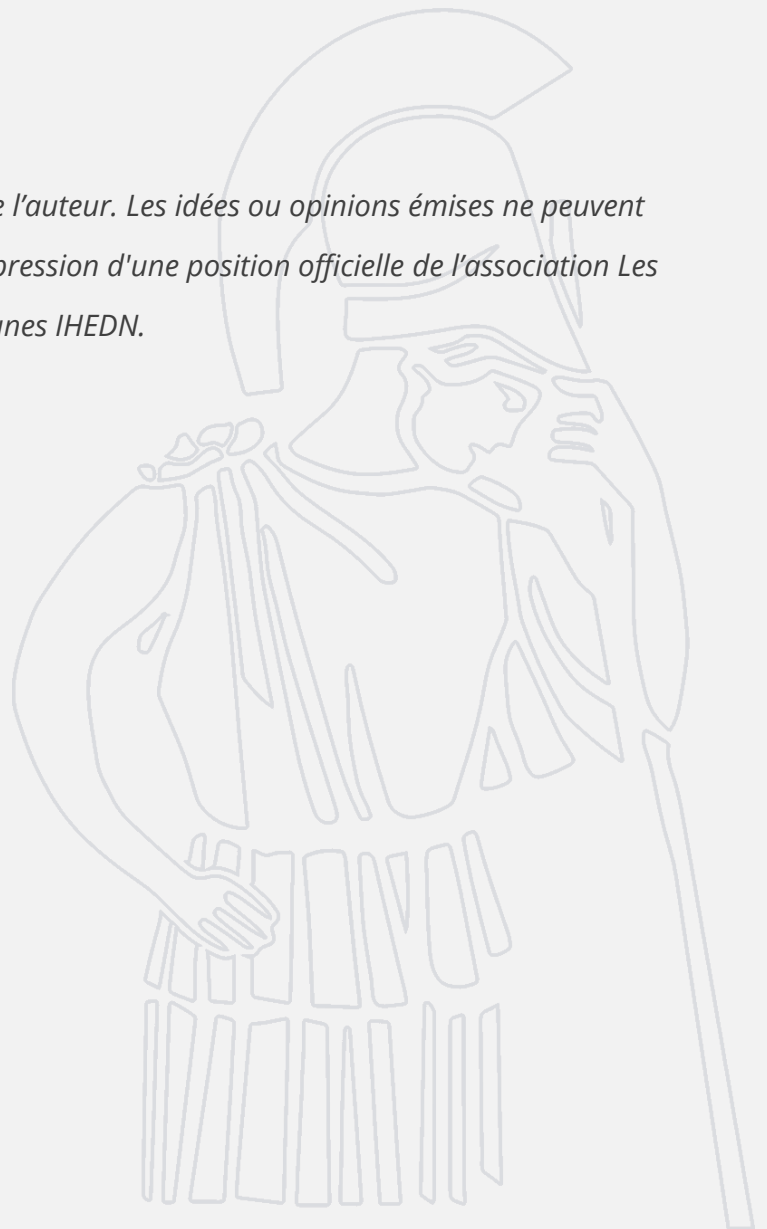 e l’auteur. Les idées ou opinions émises ne peuvent
pression d'une position officielle de l’association Les
unes IHEDN.